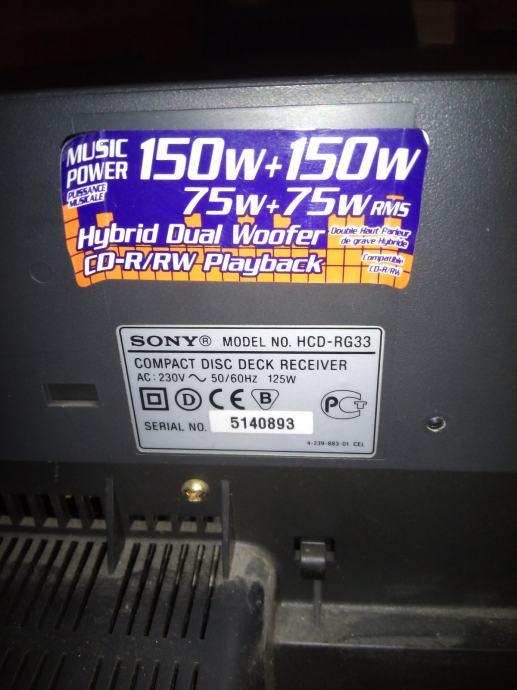 MUSIC POWER 150W+150W
PUISSANCE MUSICALE 75W+75W RMS
Hybrid Dual Woofer Double Haut Parleur de grave Hybride
CD-R/RW Playback Compatible CD-R/RW
SONY® MODEL NO. HCD-RG33
COMPACT DISC DECK RECEIVER
AC: 230V ~ 50/60HZ 125W
D CE B PCT
SERIAL NO. 5140893
4-239-883-01 CEL